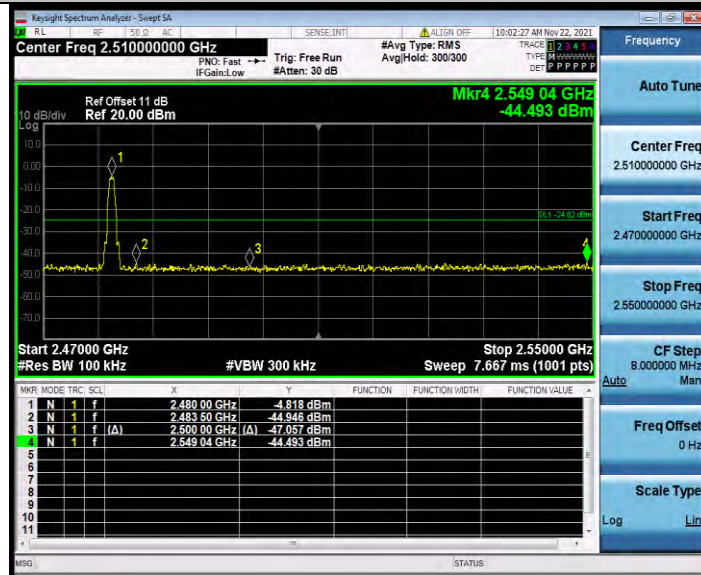 Keysight Spectrum Analyzer - Swept SA
RL RF 50 Ω AC SENSE:INT ALIGN OFF 10:02:27 AM Nov 22, 2021
Center Freq 2.510000000 GHz
PNO: Fast
IFGain:Low
Trig: Free Run
#Atten: 30 dB
#Avg Type: RMS
Avg|Hold: 300/300
TRACE 1 2 3 4 5
TYPE M
DET P P P P P P
Mkr4 2.549 04 GHz
-44.493 dBm
Ref Offset 11 dB
10 dB/div Ref 20.00 dBm
Log
10.0
0.00
-10.0
-20.0
-30.0
-40.0
-50.0
-60.0
-70.0
1
2
3
4
DL1 -24.82 dBm
Start 2.47000 GHz Stop 2.55000 GHz
#Res BW 100 kHz #VBW 300 kHz Sweep 7.667 ms (1001 pts)
MKR MODE TRC SCL X Y FUNCTION FUNCTION WIDTH FUNCTION VALUE
1 N 1 f 2.480 00 GHz -4.818 dBm
2 N 1 f 2.483 50 GHz -44.946 dBm
3 N 1 f (Δ) 2.500 00 GHz (Δ) -47.057 dBm
4 N 1 f 2.549 04 GHz -44.493 dBm
5
6
7
8
9
10
11
MSG STATUS
Frequency
Auto Tune
Center Freq
2.510000000 GHz
Start Freq
2.470000000 GHz
Stop Freq
2.550000000 GHz
CF Step
8.000000 MHz
Auto Man
Freq Offset
0 Hz
Scale Type
Log Lin